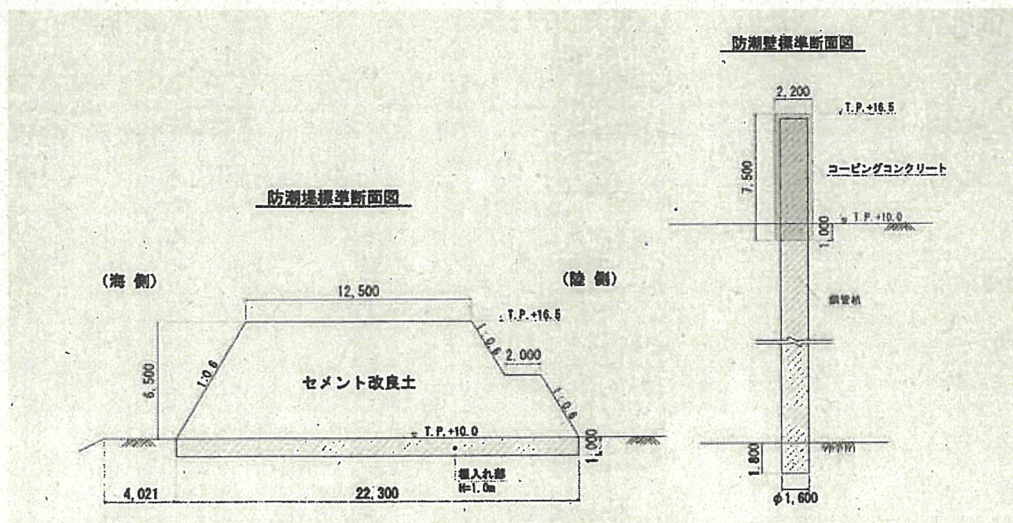 防潮堤標準断面図
(海 側)
(陸 側)
12,500
T.P.+16.5
1:0.6
2,000
6,500
1:0.6
セメント改良土
1:0.6
T.P.+10.0
1,000
根入れ部
H=1.0m
4,021
22,300
防潮壁標準断面図
2,200
T.P.+16.5
7,500
コーピングコンクリート
T.P.+10.0
1,000
鋼管杭
1,800
φ1,600